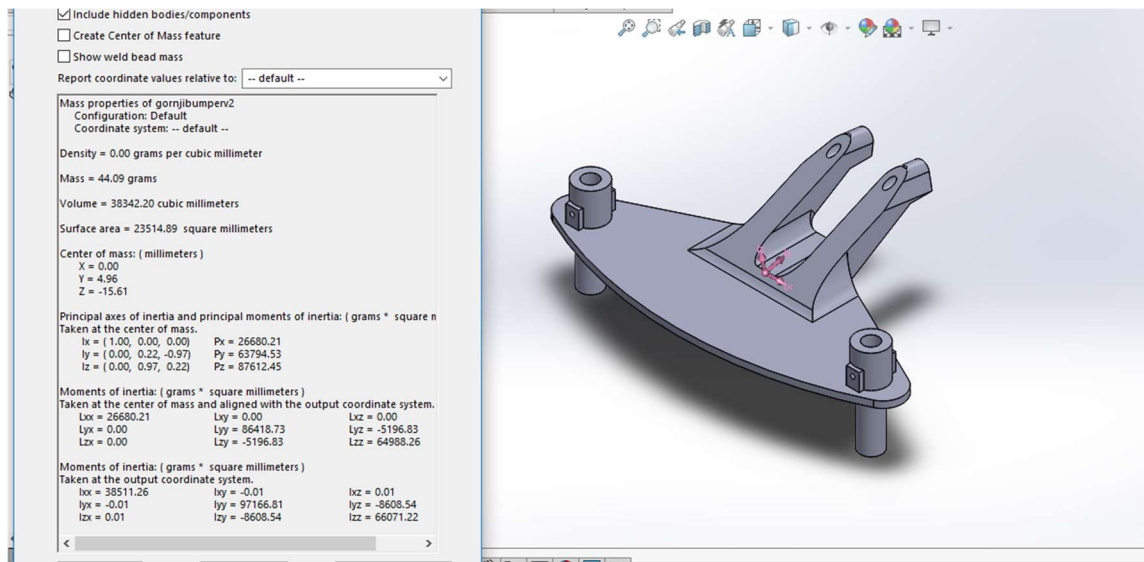 Include hidden bodies/components
Create Center of Mass feature
Show weld bead mass
Report coordinate values relative to: -- default --
Mass properties of gornjibumperv2
Configuration: Default
Coordinate system: -- default --
Density = 0.00 grams per cubic millimeter
Mass = 44.09 grams
Volume = 38342.20 cubic millimeters
Surface area = 23514.89 square millimeters
Center of mass: ( millimeters )
X = 0.00
Y = 4.96
Z = -15.61
Principal axes of inertia and principal moments of inertia: ( grams * square m
Taken at the center of mass.
Ix = ( 1.00, 0.00, 0.00) Px = 26680.21
Iy = ( 0.00, 0.22, -0.97) Py = 63794.53
Iz = ( 0.00, 0.97, 0.22) Pz = 87612.45
Moments of inertia: ( grams * square millimeters )
Taken at the center of mass and aligned with the output coordinate system.
Lxx = 26680.21 Lxy = 0.00 Lxz = 0.00
Lyx = 0.00 Lyy = 86418.73 Lyz = -5196.83
Lzx = 0.00 Lzy = -5196.83 Lzz = 64988.26
Moments of inertia: ( grams * square millimeters )
Taken at the output coordinate system.
Ixx = 38511.26 Ixy = -0.01 Ixz = 0.01
Iyx = -0.01 Iyy = 97166.81 Iyz = -8608.54
Izx = 0.01 Izy = -8608.54 Izz = 66071.22